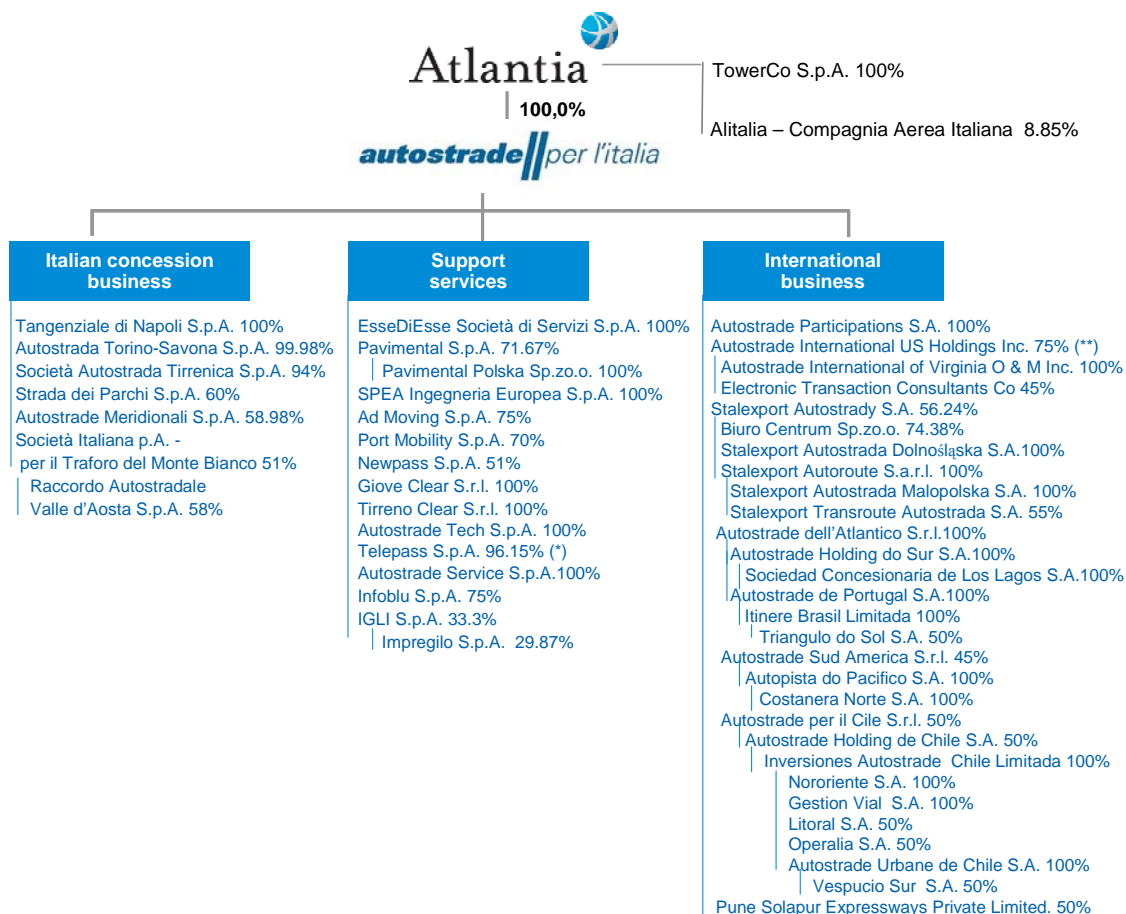 Atlantia
TowerCo S.p.A. 100%
100,0%
Alitalia – Compagnia Aerea Italiana 8.85%
autostrade per l'italia
Italian concession
business
Tangenziale di Napoli S.p.A. 100%
Autostrada Torino-Savona S.p.A. 99.98%
Società Autostrada Tirrenica S.p.A. 94%
Strada dei Parchi S.p.A. 60%
Autostrade Meridionali S.p.A. 58.98%
Società Italiana p.A. -
per il Traforo del Monte Bianco 51%
Raccordo Autostradale
Valle d'Aosta S.p.A. 58%
Support
services
EsseDiEsse Società di Servizi S.p.A. 100%
Pavimental S.p.A. 71.67%
Pavimental Polska Sp.zo.o. 100%
SPEA Ingegneria Europea S.p.A. 100%
Ad Moving S.p.A. 75%
Port Mobility S.p.A. 70%
Newpass S.p.A. 51%
Giove Clear S.r.l. 100%
Tirreno Clear S.r.l. 100%
Autostrade Tech S.p.A. 100%
Telepass S.p.A. 96.15% (*)
Autostrade Service S.p.A.100%
Infoblu S.p.A. 75%
IGLI S.p.A. 33.3%
Impregilo S.p.A. 29.87%
International
business
Autostrade Participations S.A. 100%
Autostrade International US Holdings Inc. 75% (**)
Autostrade International of Virginia O & M Inc. 100%
Electronic Transaction Consultants Co 45%
Stalexport Autostrady S.A. 56.24%
Biuro Centrum Sp.zo.o. 74.38%
Stalexport Autostrada Dolnośląska S.A.100%
Stalexport Autoroute S.a.r.l. 100%
Stalexport Autostrada Malopolska S.A. 100%
Stalexport Transroute Autostrada S.A. 55%
Autostrade dell'Atlantico S.r.l.100%
Autostrade Holding do Sur S.A.100%
Sociedad Concesionaria de Los Lagos S.A.100%
Autostrade de Portugal S.A.100%
Itinere Brasil Limitada 100%
Triangulo do Sol S.A. 50%
Autostrade Sud America S.r.l. 45%
Autopista do Pacifico S.A. 100%
Costanera Norte S.A. 100%
Autostrade per il Cile S.r.l. 50%
Autostrade Holding de Chile S.A. 50%
Inversiones Autostrade Chile Limitada 100%
Nororiente S.A. 100%
Gestion Vial S.A. 100%
Litoral S.A. 50%
Operalia S.A. 50%
Autostrade Urbane de Chile S.A. 100%
Vespucio Sur S.A. 50%
Pune Solapur Expressways Private Limited. 50%